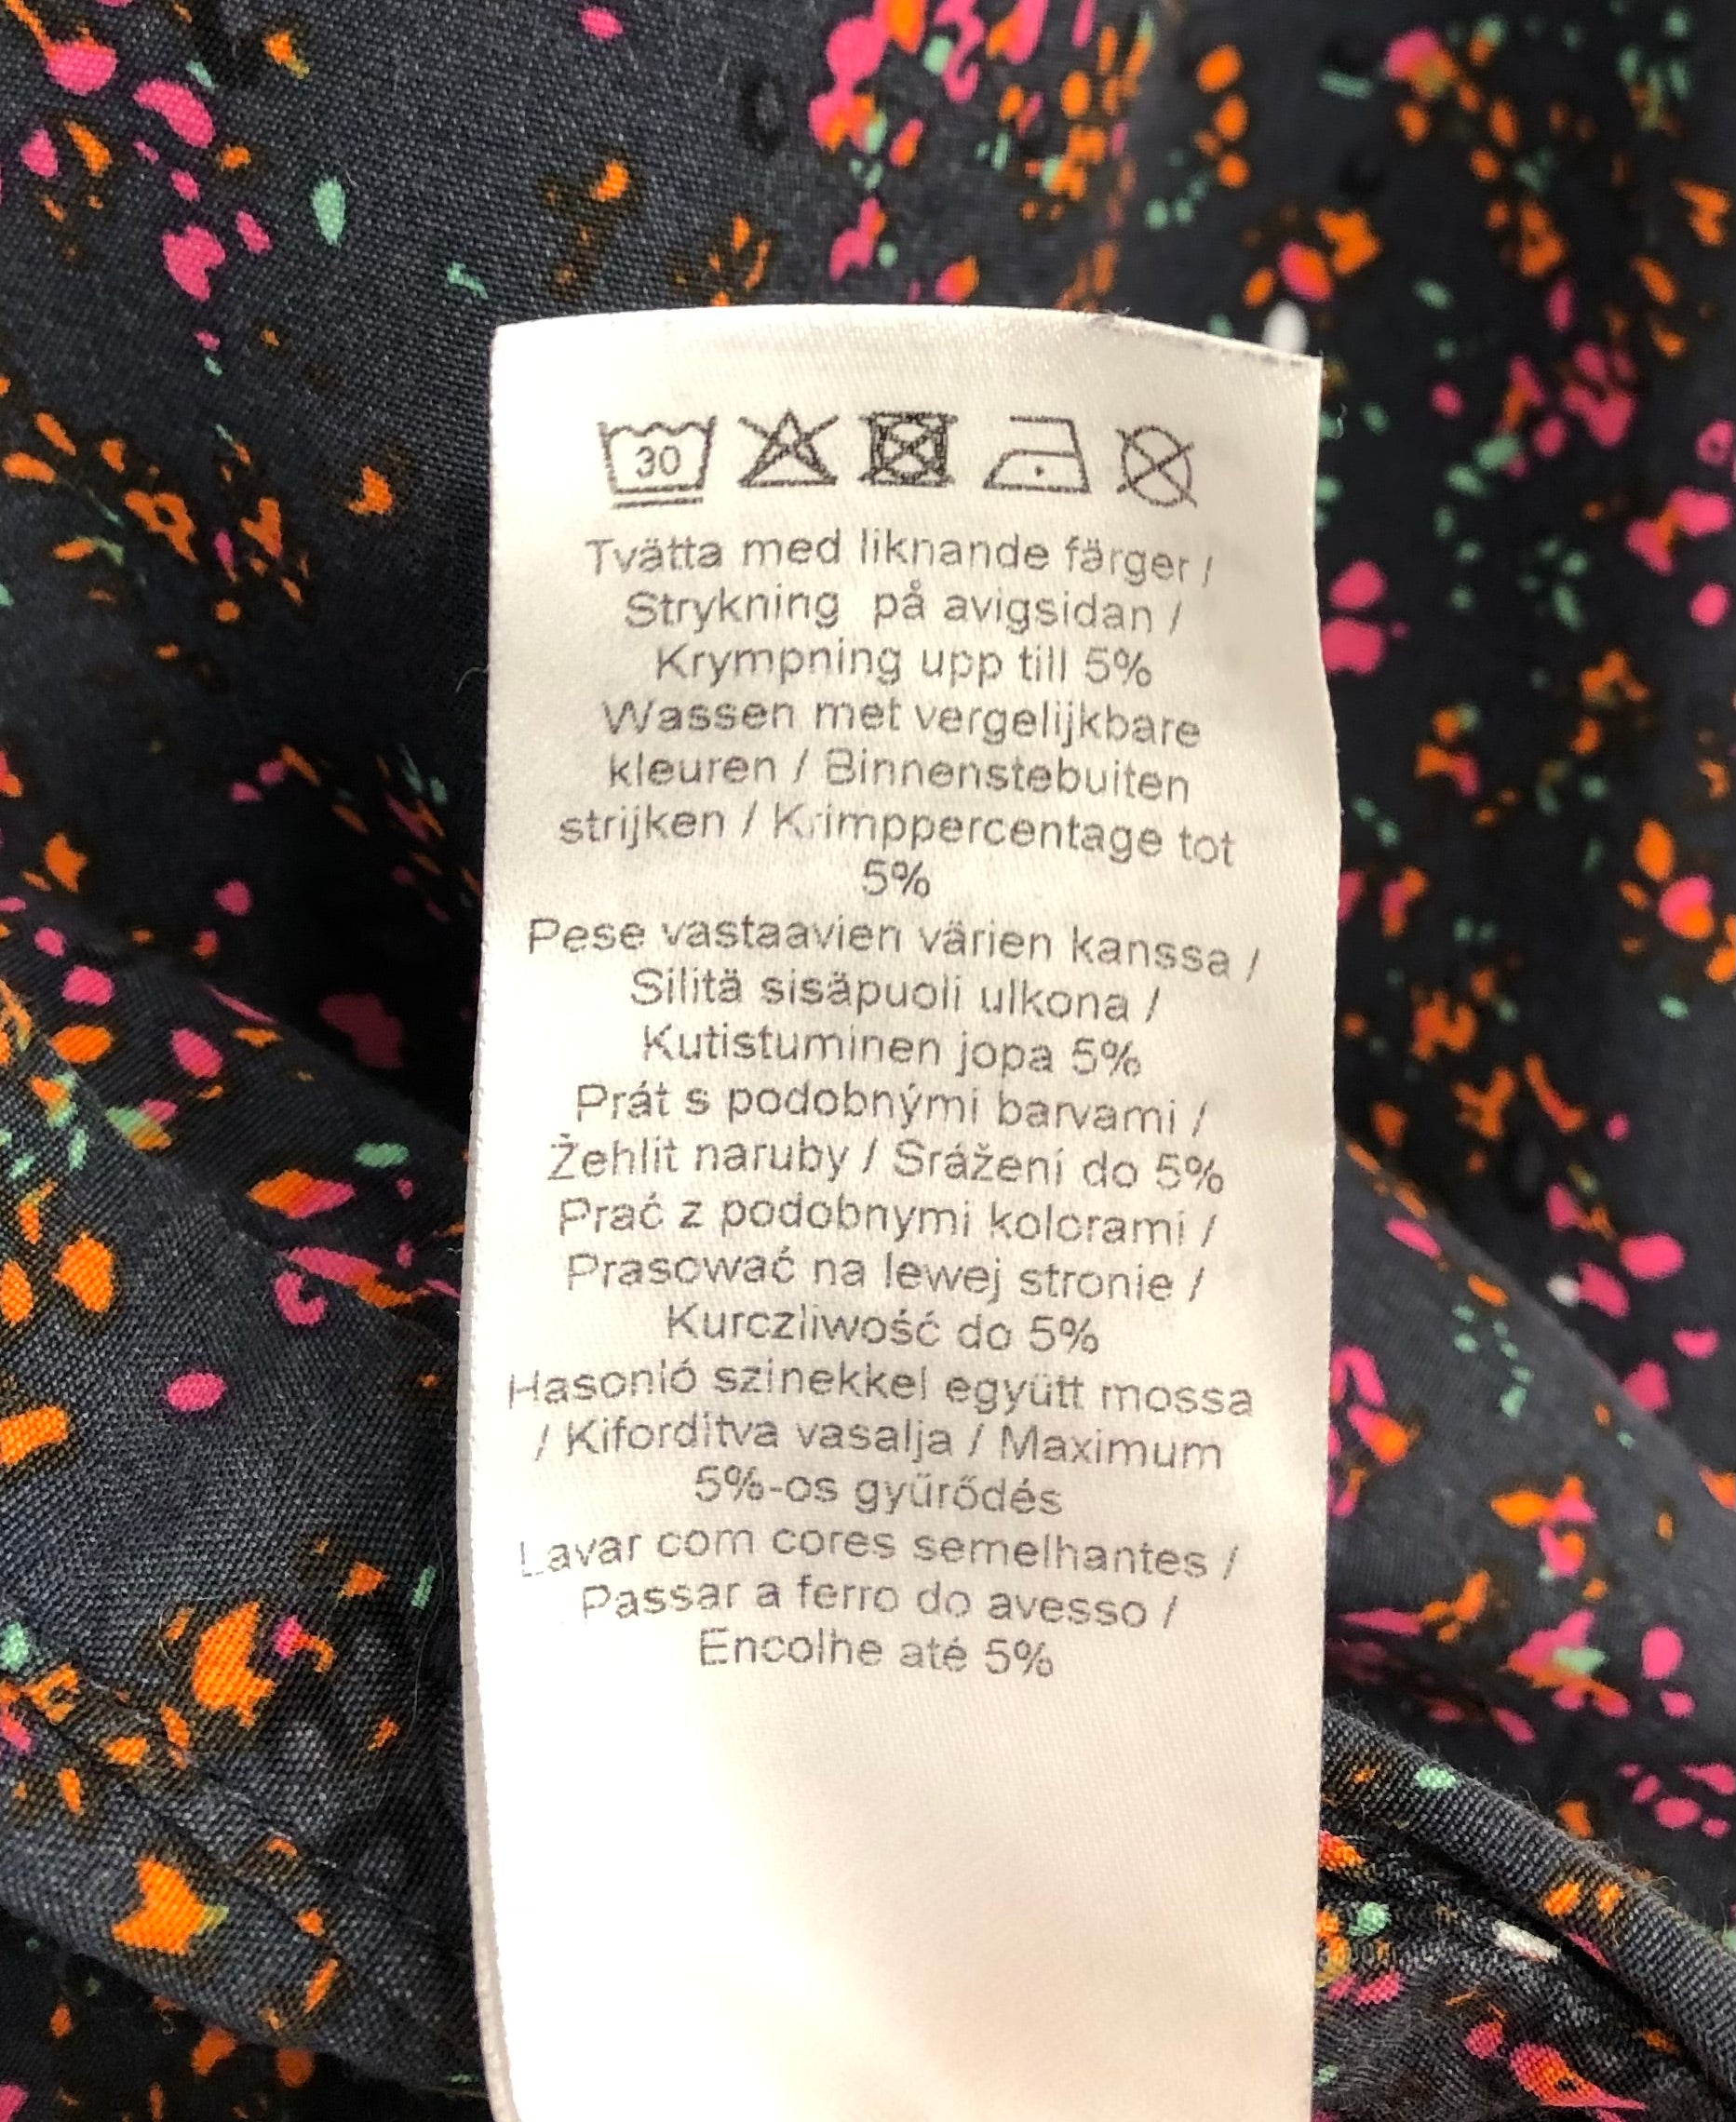 30
Tvätta med liknande färger /
Strykning på avigsidan /
Krympning upp till 5%
Wassen met vergelijkbare
kleuren / Binnenstebuiten
strijken / Krimppercentage tot
5%
Pese vastaavien värien kanssa /
Silitä sisäpuoli ulkona /
Kutistuminen jopa 5%
Prát s podobnými barvami /
Žehlit naruby / Srážení do 5%
Prać z podobnymi kolorami /
Prasować na lewej stronie /
Kurczliwość do 5%
Hasonló szinekkel együtt mossa
/ Kifordítva vasalja / Maximum
5%-os gyűrődés
Lavar com cores semelhantes /
Passar a ferro do avesso /
Encolhe até 5%